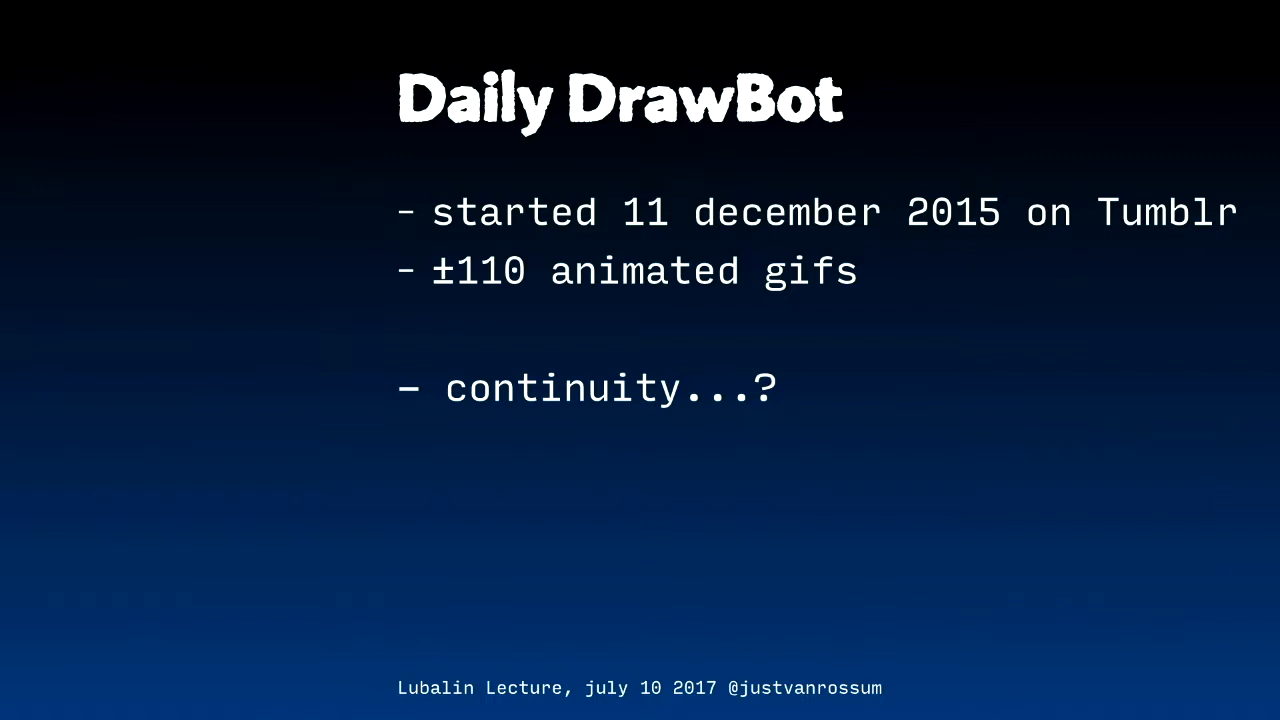 Daily DrawBot
- started 11 december 2015 on Tumblr
- ±110 animated gifs
– continuity...?
Lubalin Lecture, july 10 2017 @justvanrossum